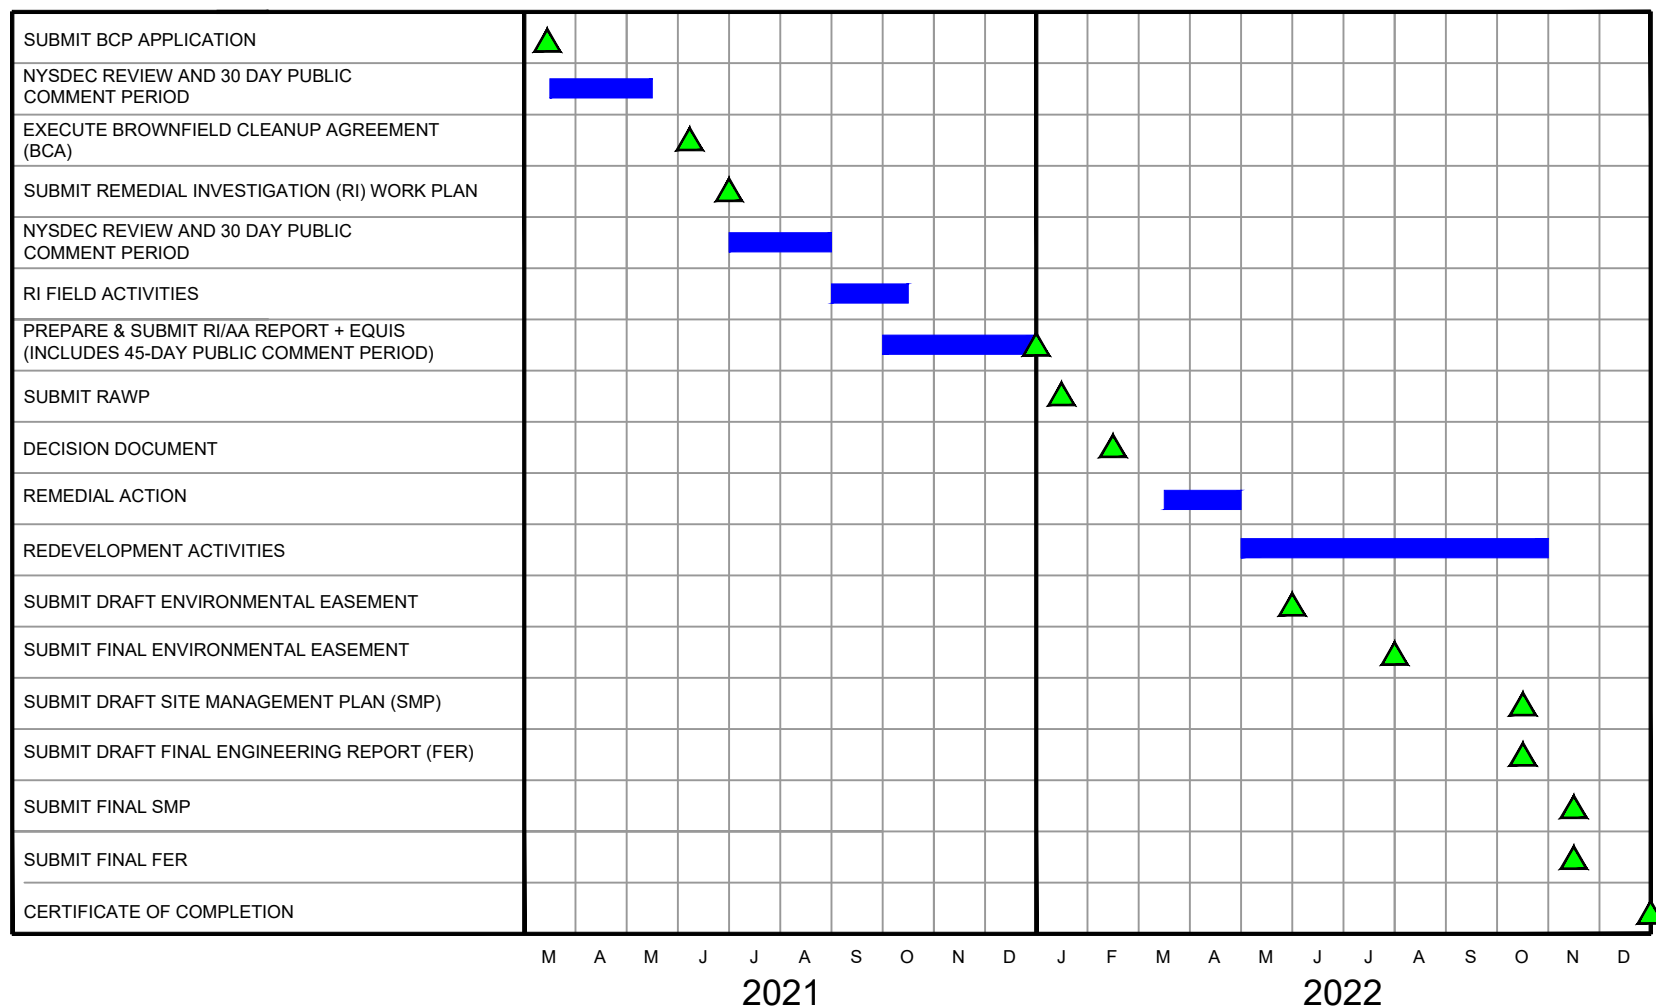 SUBMIT BCP APPLICATION
NYSDEC REVIEW AND 30 DAY PUBLIC
COMMENT PERIOD
EXECUTE BROWNFIELD CLEANUP AGREEMENT
(BCA)
SUBMIT REMEDIAL INVESTIGATION (RI) WORK PLAN
NYSDEC REVIEW AND 30 DAY PUBLIC
COMMENT PERIOD
RI FIELD ACTIVITIES
PREPARE & SUBMIT RI/AA REPORT + EQUIS
(INCLUDES 45-DAY PUBLIC COMMENT PERIOD)
SUBMIT RAWP
DECISION DOCUMENT
REMEDIAL ACTION
REDEVELOPMENT ACTIVITIES
SUBMIT DRAFT ENVIRONMENTAL EASEMENT
SUBMIT FINAL ENVIRONMENTAL EASEMENT
SUBMIT DRAFT SITE MANAGEMENT PLAN (SMP)
SUBMIT DRAFT FINAL ENGINEERING REPORT (FER)
SUBMIT FINAL SMP
SUBMIT FINAL FER
CERTIFICATE OF COMPLETION
M A M J J A S O N D J F M A M J J A S O N D
2021 2022